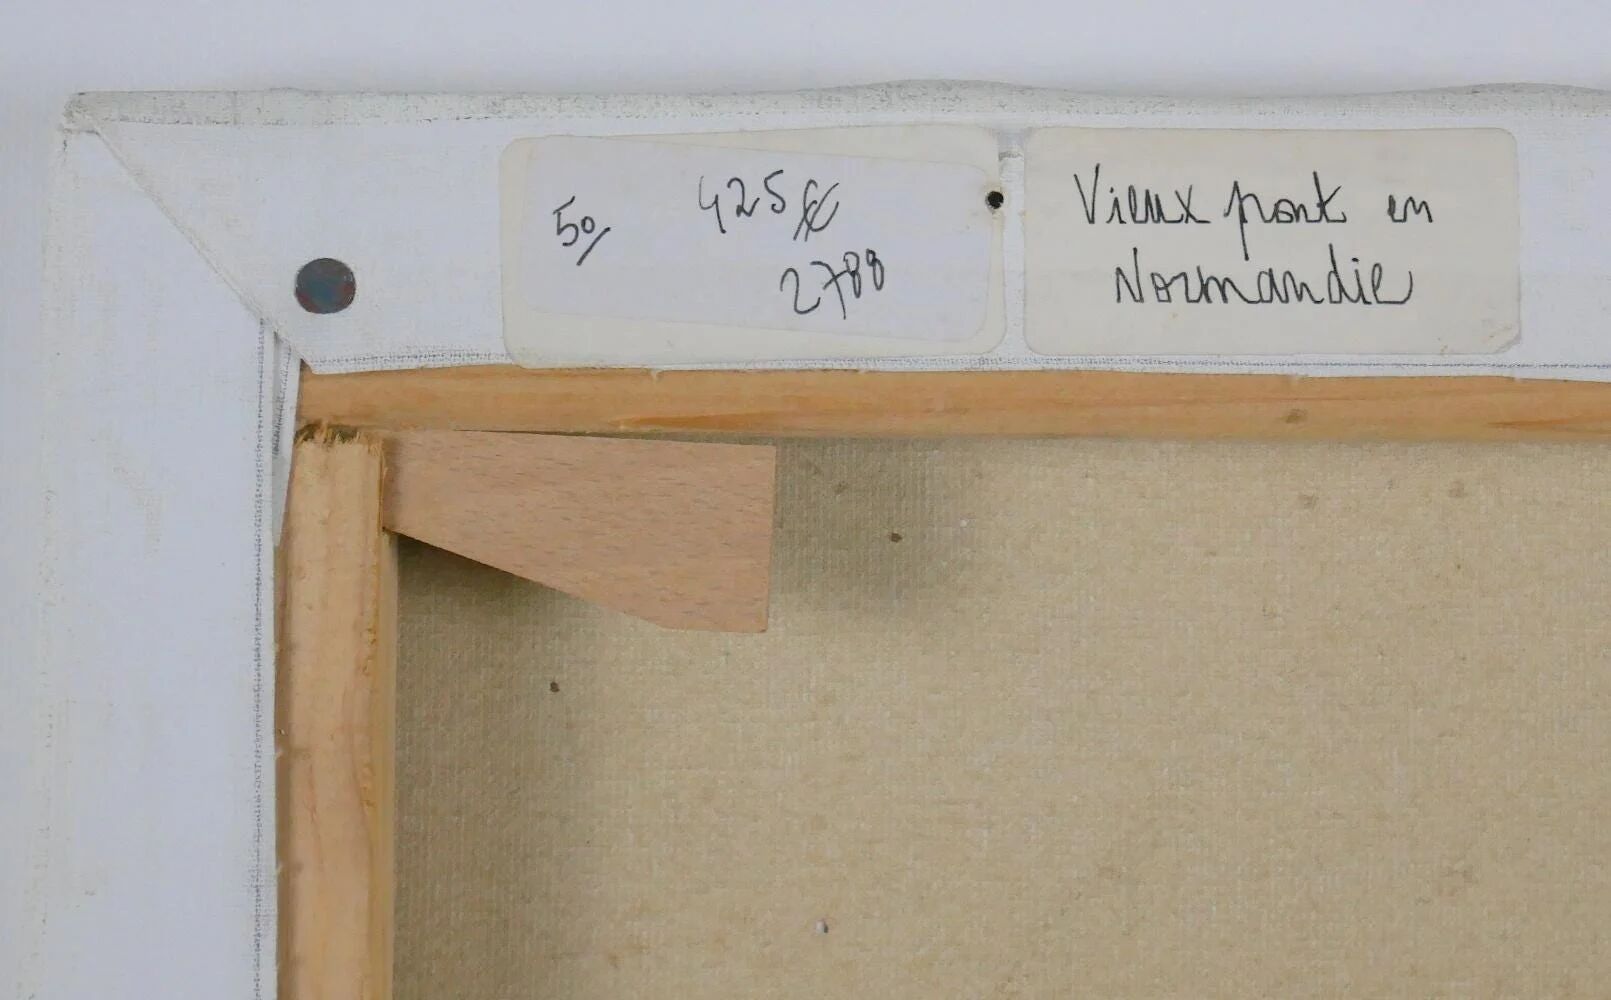 50/
425 €
2788
Vieux pont en
Normandie